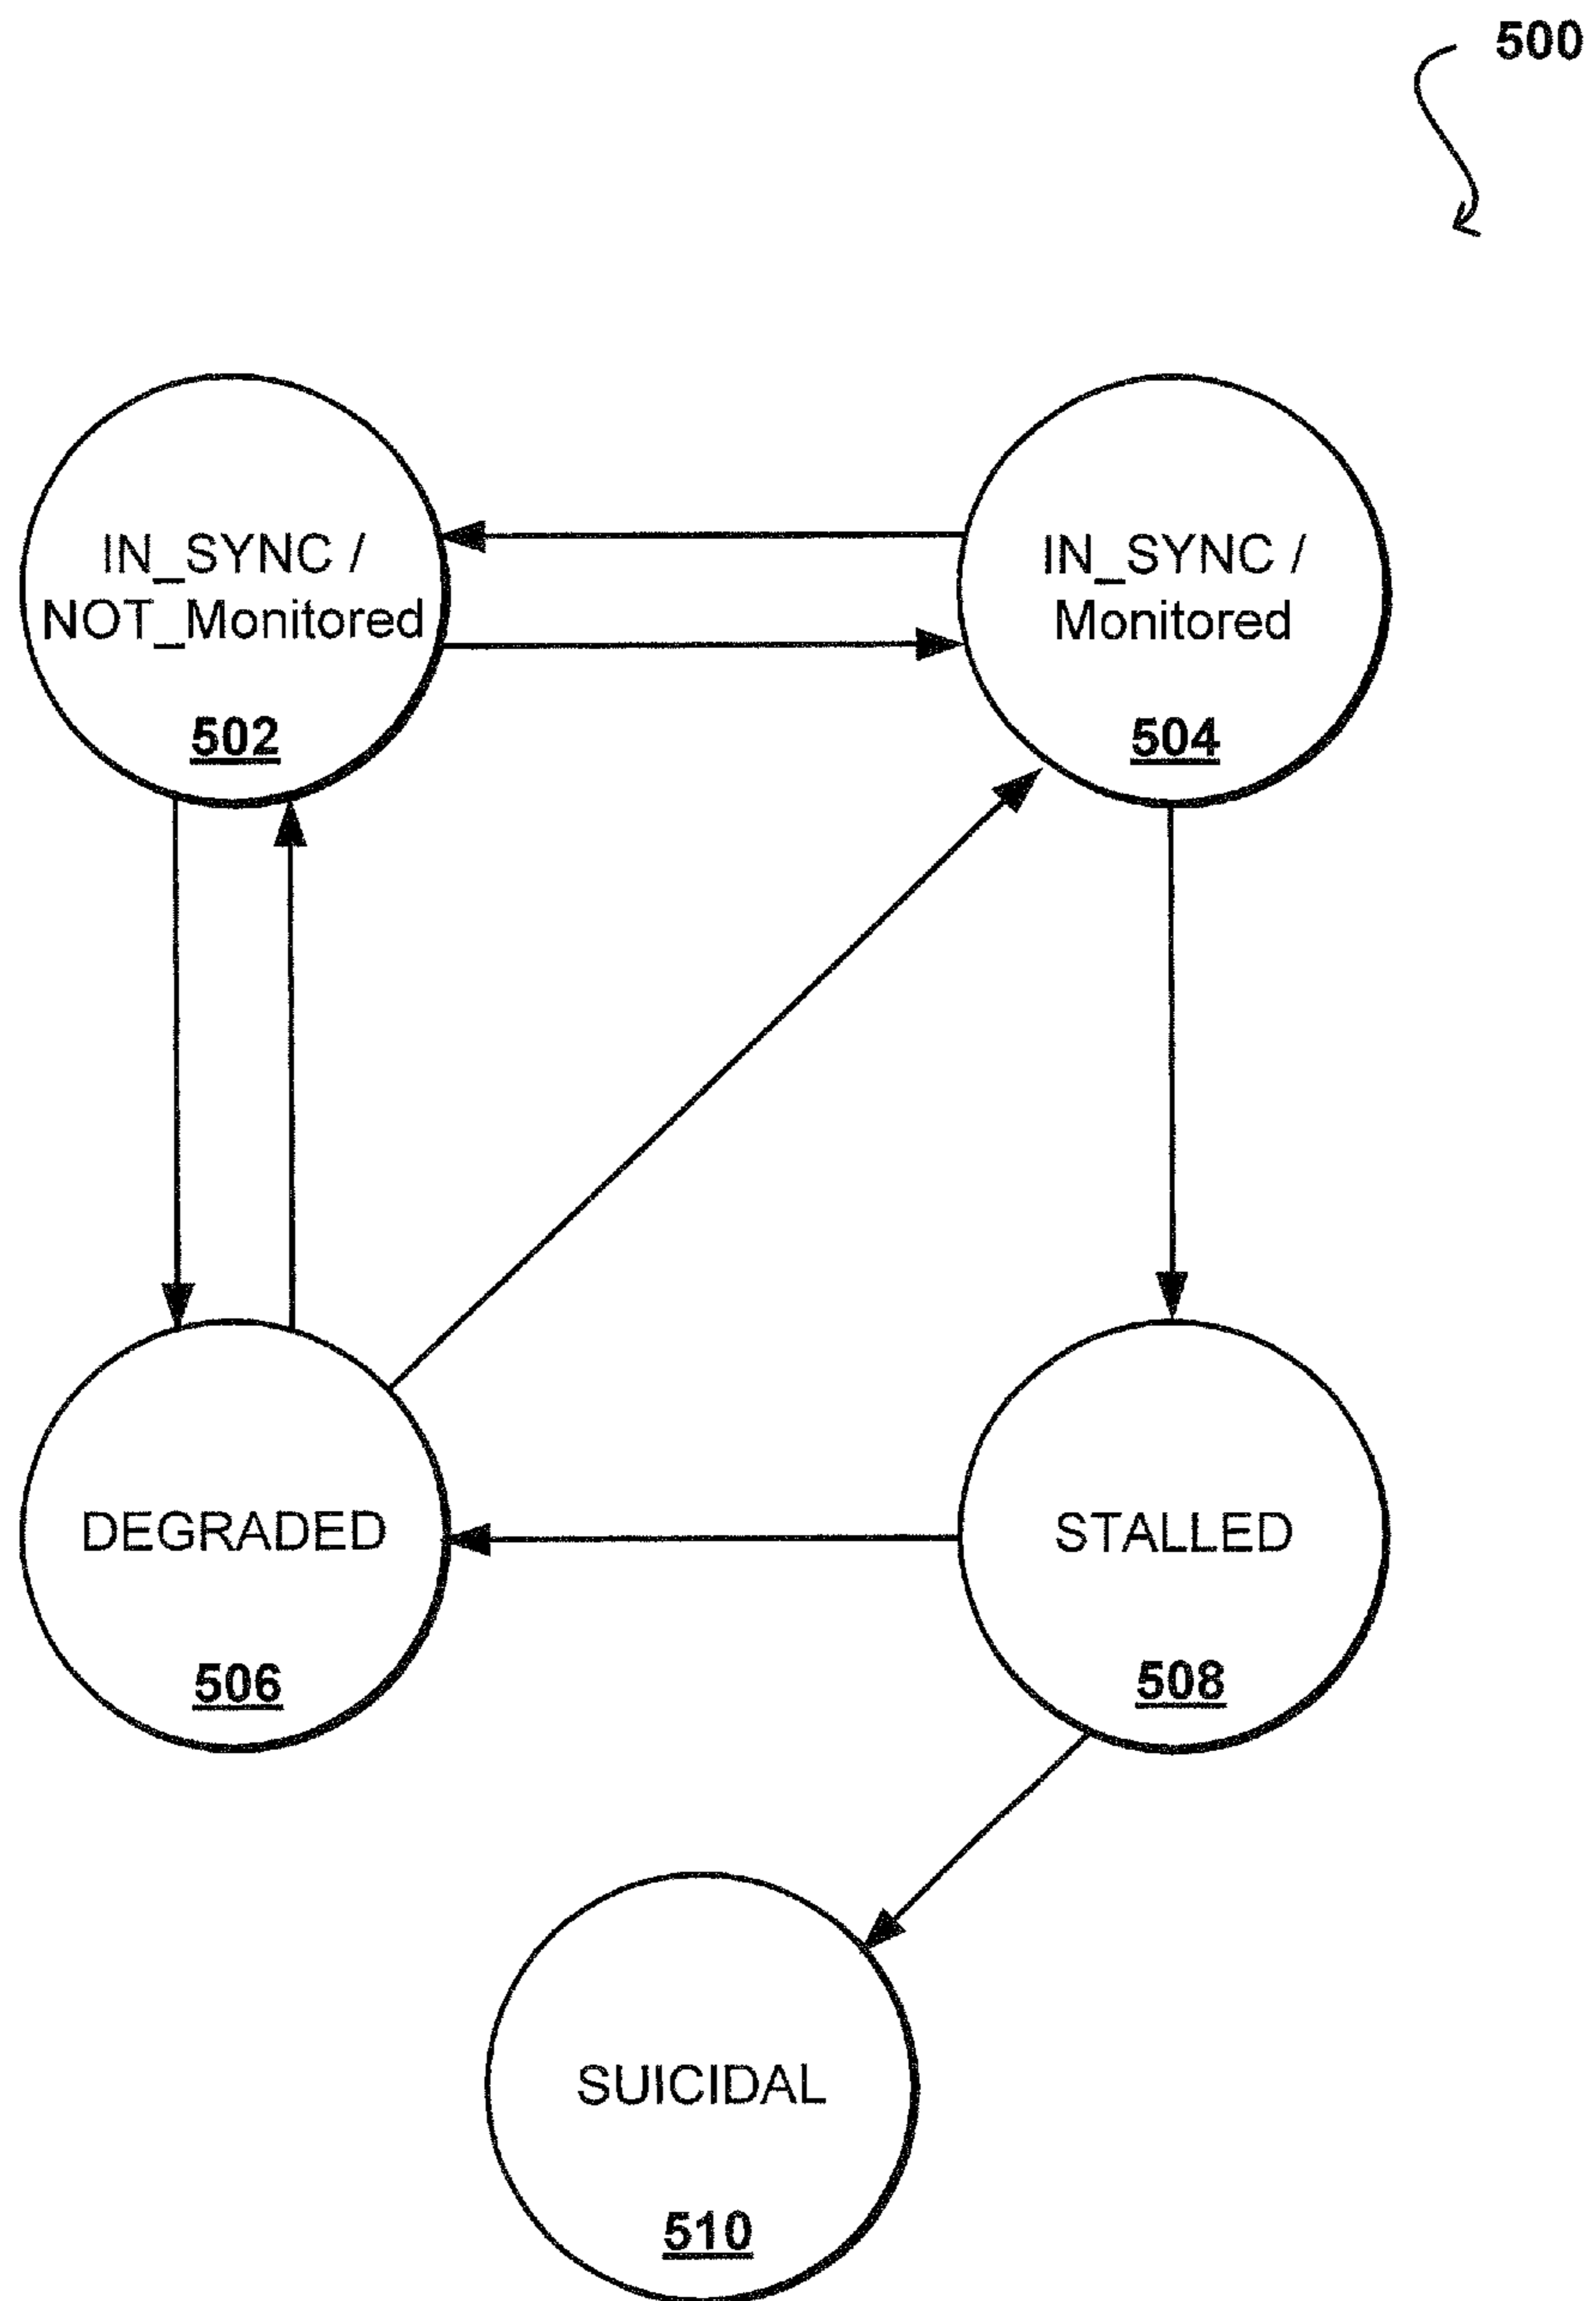 500
IN_SYNC /
NOT_Monitored
502
IN_SYNC /
Monitored
504
DEGRADED
506
STALLED
508
SUICIDAL
510